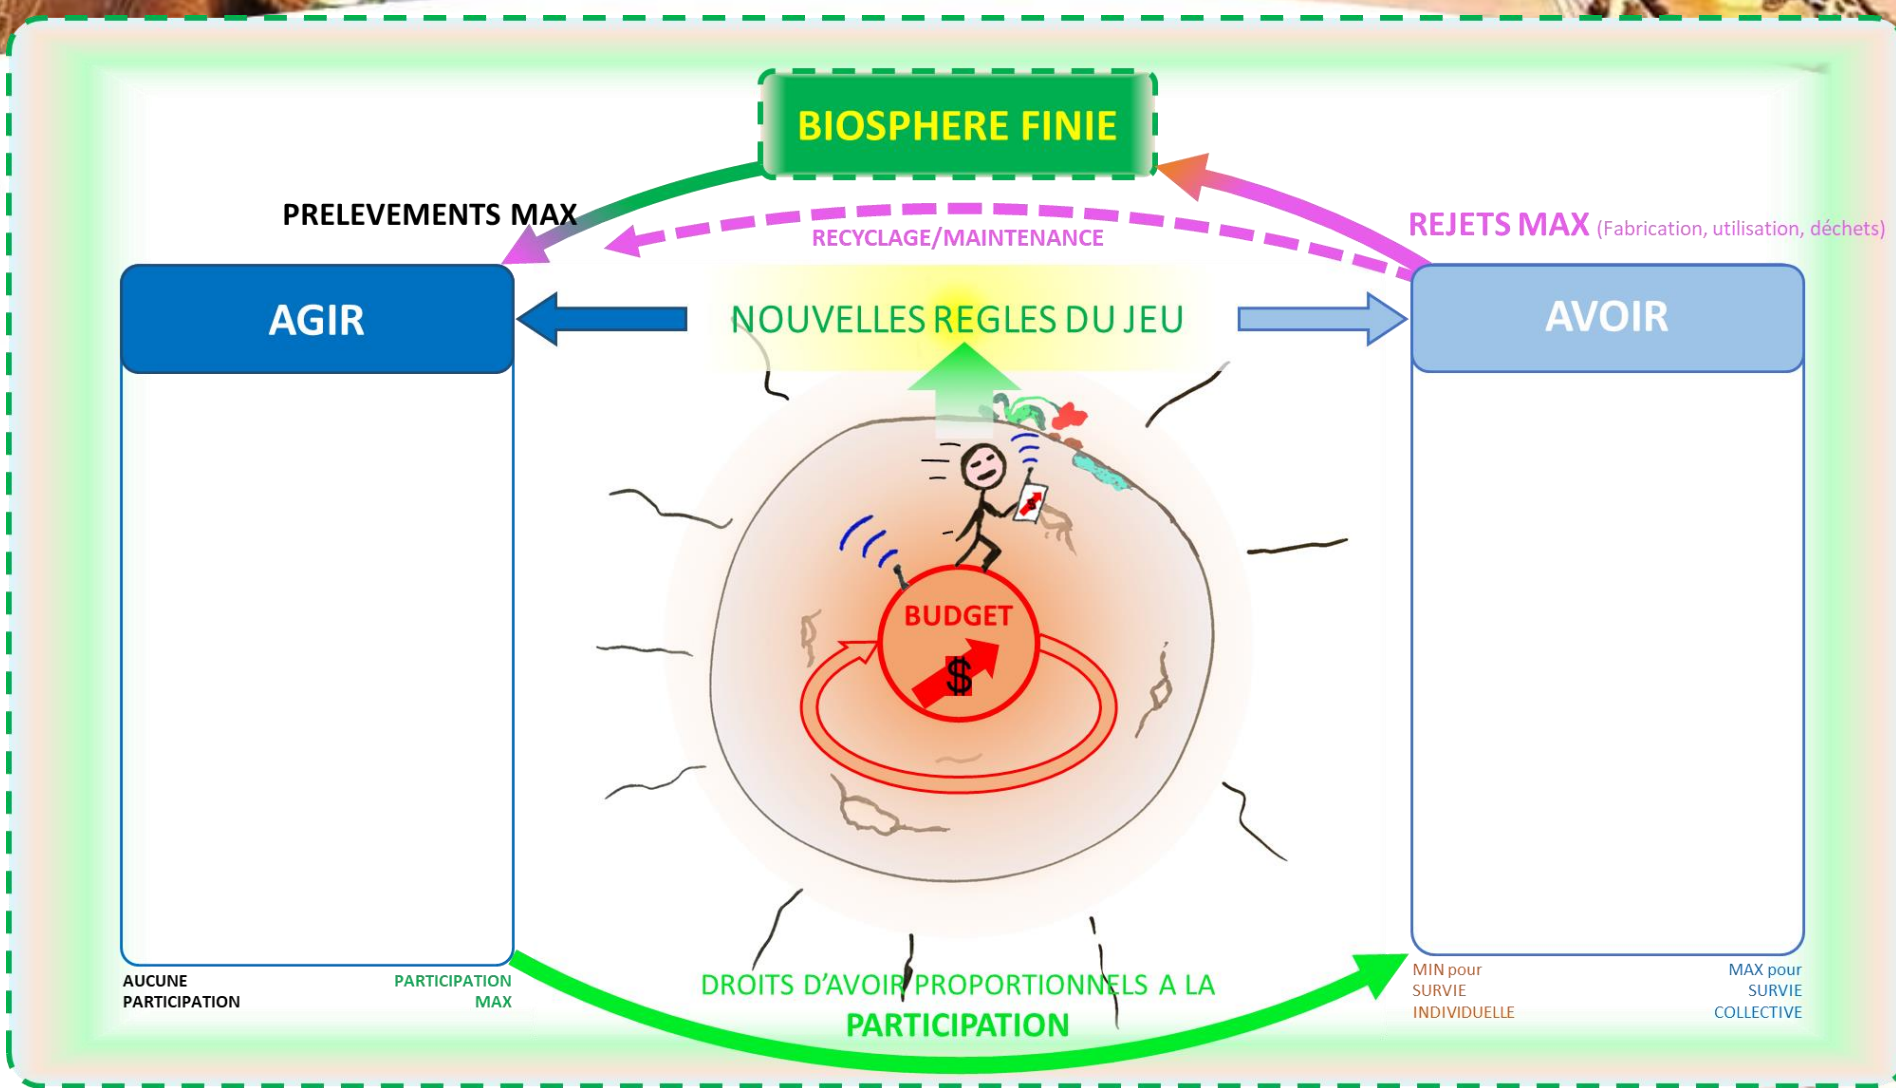 BIOSPHERE FINIE
PRELEVEMENTS MAX
RECYCLAGE/MAINTENANCE
REJETS MAX (Fabrication, utilisation, déchets)
AGIR
NOUVELLES REGLES DU JEU
AVOIR
BUDGET
$
AUCUNE
PARTICIPATION
PARTICIPATION
MAX
DROITS D'AVOIR PROPORTIONNELS A LA
PARTICIPATION
MIN pour
SURVIE
INDIVIDUELLE
MAX pour
SURVIE
COLLECTIVE